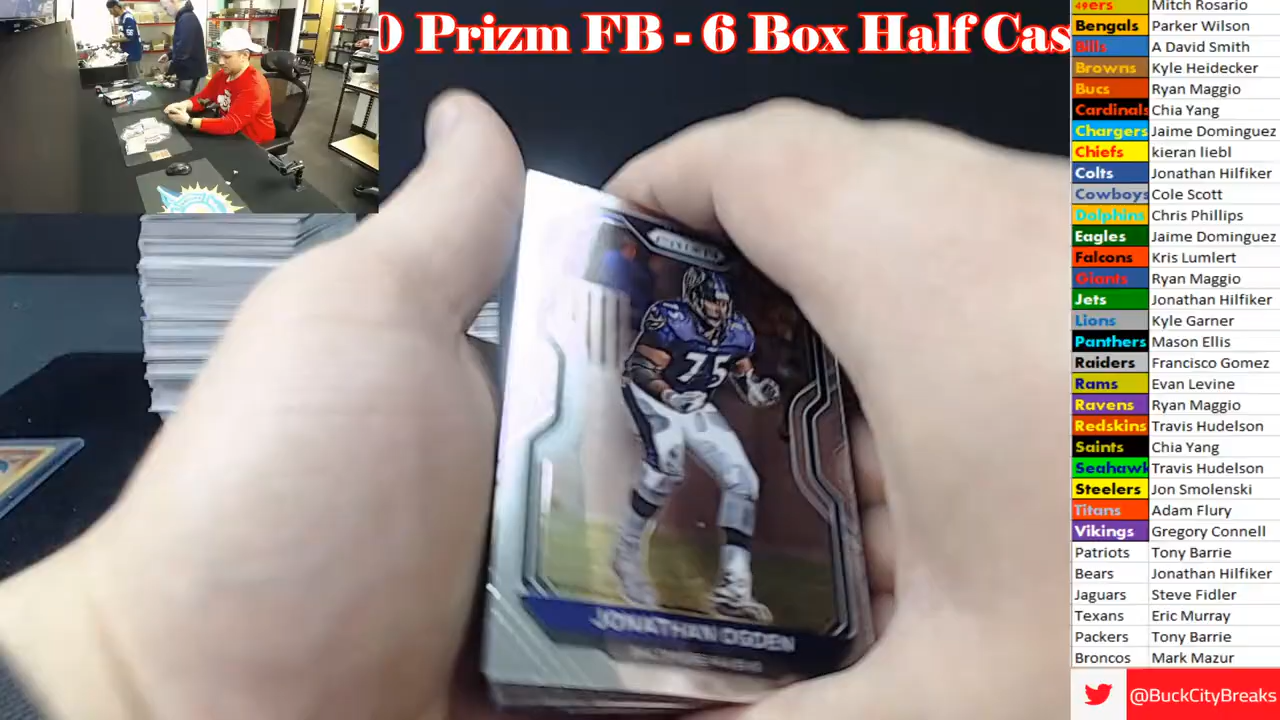 0 Prizm FB - 6 Box Half Cas
49ers Mitch Rosario
Bengals Parker Wilson
Bills A David Smith
Browns Kyle Heidecker
Bucs Ryan Maggio
Cardinals Chia Yang
Chargers Jaime Dominguez
Chiefs kieran liebl
Colts Jonathan Hilfiker
Cowboys Cole Scott
Dolphins Chris Phillips
Eagles Jaime Dominguez
Falcons Kris Lumlert
Giants Ryan Maggio
Jets Jonathan Hilfiker
Lions Kyle Garner
Panthers Mason Ellis
Raiders Francisco Gomez
Rams Evan Levine
Ravens Ryan Maggio
Redskins Travis Hudelson
Saints Chia Yang
Seahawk Travis Hudelson
Steelers Jon Smolenski
Titans Adam Flury
Vikings Gregory Connell
Patriots Tony Barrie
Bears Jonathan Hilfiker
Jaguars Steve Fidler
Texans Eric Murray
Packers Tony Barrie
Broncos Mark Mazur
@BuckCityBreaks
PRIZM
75
JONATHAN OGDEN